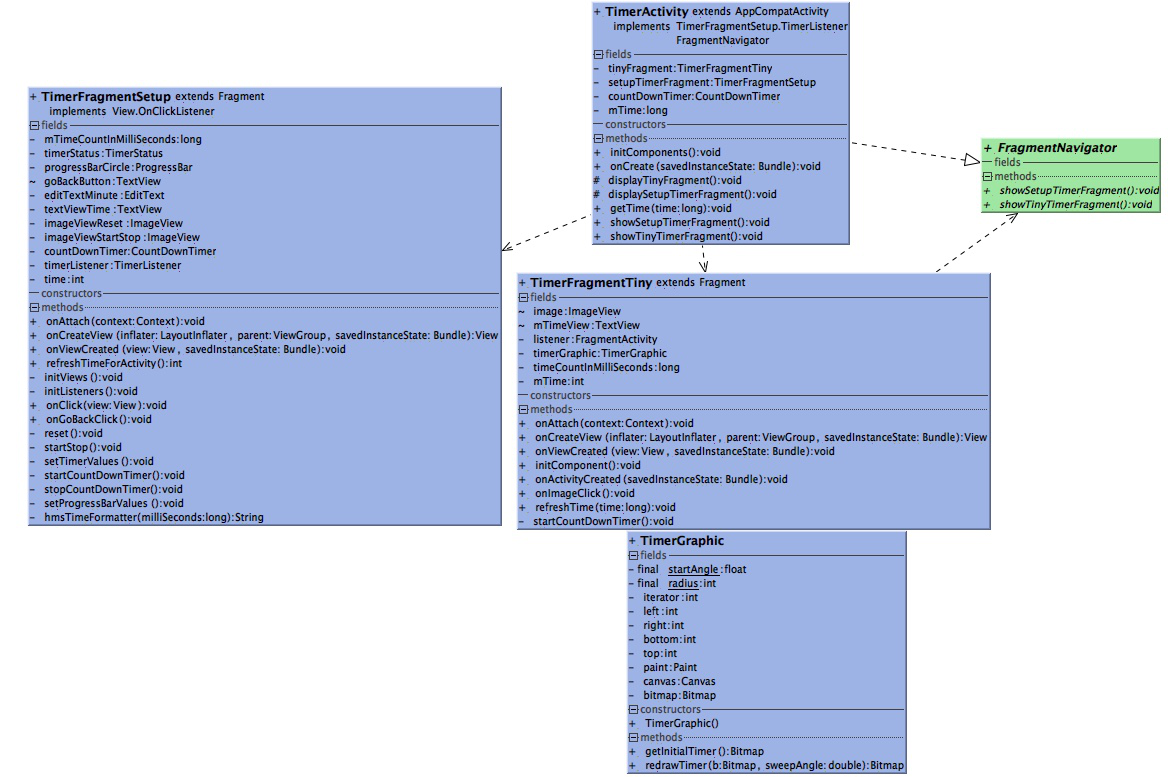 + TimerActivity extends AppCompatActivity
implements TimerFragmentSetup.TimerListener
FragmentNavigator
fields
- tinyFragment:TimerFragmentTiny
- setupTimerFragment:TimerFragmentSetup
- countDownTimer:CountDownTimer
- mTime:long
constructors
methods
+ initComponents():void
+ onCreate(savedInstanceState: Bundle):void
# displayTinyFragment():void
# displaySetupTimerFragment():void
+ getTime(time:long):void
+ showSetupTimerFragment():void
+ showTinyTimerFragment():void
+ TimerFragmentSetup extends Fragment
implements View.OnClickListener
fields
- mTimeCountInMilliSeconds:long
- timerStatus:TimerStatus
- progressBarCircle:ProgressBar
~ goBackButton:TextView
- editTextMinute:EditText
- textViewTime:TextView
- imageViewReset:ImageView
- imageViewStartStop:ImageView
- countDownTimer:CountDownTimer
- timerListener:TimerListener
- time:int
constructors
methods
+ onAttach(context:Context):void
+ onCreateView(inflater: LayoutInflater, parent: ViewGroup, savedInstanceState: Bundle):View
+ onViewCreated(view: View, savedInstanceState: Bundle):void
+ refreshTimeForActivity():int
- initViews():void
- initListeners():void
+ onClick(view: View):void
+ onGoBackClick():void
- reset():void
- startStop():void
- setTimerValues():void
- startCountDownTimer():void
- stopCountDownTimer():void
- setProgressBarValues():void
- hmsTimeFormatter(milliSeconds:long):String
+ FragmentNavigator
fields
methods
+ showSetupTimerFragment():void
+ showTinyTimerFragment():void
+ TimerFragmentTiny extends Fragment
fields
~ image:ImageView
~ mTimeView:TextView
- listener:FragmentActivity
- timerGraphic:TimerGraphic
- timeCountInMilliSeconds:long
- mTime:int
constructors
methods
+ onAttach(context:Context):void
+ onCreateView(inflater: LayoutInflater, parent: ViewGroup, savedInstanceState: Bundle):View
+ onViewCreated(view: View, savedInstanceState: Bundle):void
+ initComponent():void
+ onActivityCreated(savedInstanceState: Bundle):void
+ onImageClick():void
+ refreshTime(time:long):void
- startCountDownTimer():void
+ TimerGraphic
fields
- final startAngle:float
- final radius:int
- iterator:int
- left:int
- right:int
- bottom:int
- top:int
- paint:Paint
- canvas:Canvas
- bitmap:Bitmap
constructors
+ TimerGraphic()
methods
+ getInitialTimer():Bitmap
+ redrawTimer(b:Bitmap, sweepAngle: double):Bitmap